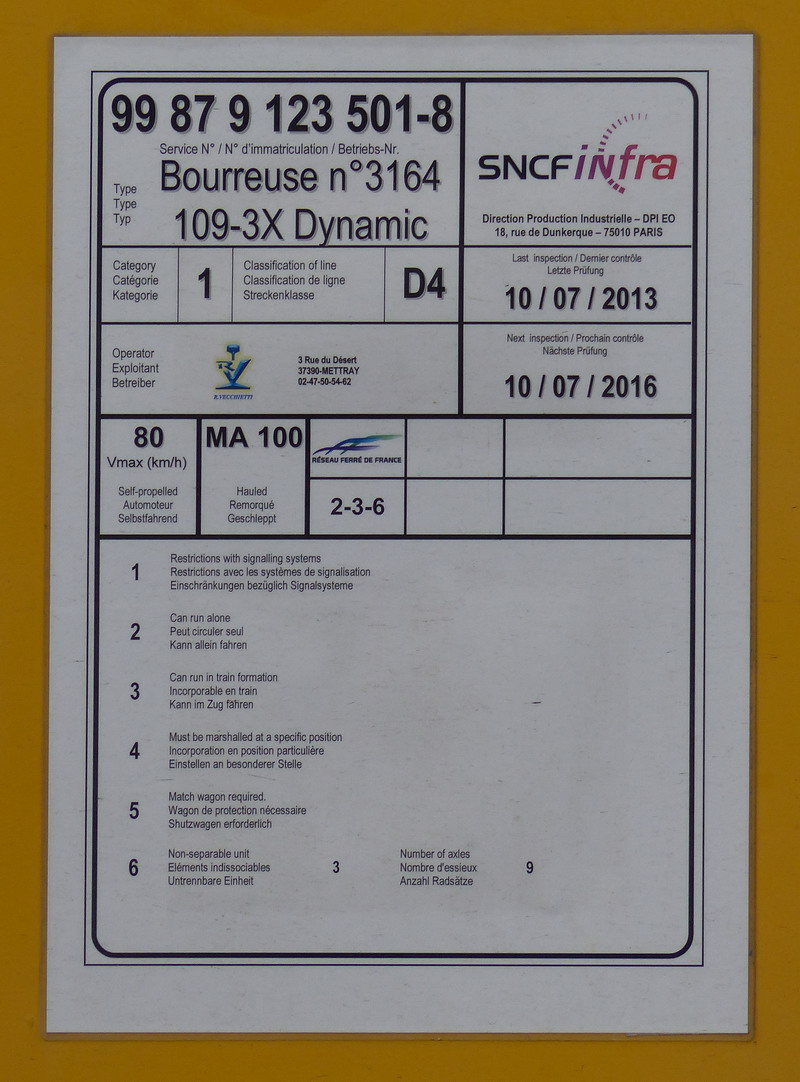 99 87 9 123 501-8
Service N° / N° d'immatriculation / Betriebs-Nr.
Type
Type
Typ
Bourreuse n°3164
109-3X Dynamic
SNCF infra
Direction Production Industrielle – DPI EO
18, rue de Dunkerque – 75010 PARIS
Category
Catégorie
Kategorie
1
Classification of line
Classification de ligne
Streckenklasse
D4
Last inspection / Dernier contrôle
Letzte Prüfung
10 / 07 / 2013
Operator
Exploitant
Betreiber
R.VECCHIETTI
3 Rue du Désert
37390-METTRAY
02-47-50-54-62
Next inspection / Prochain contrôle
Nächste Prüfung
10 / 07 / 2016
80
Vmax (km/h)
Self-propelled
Automoteur
Selbstfahrend
MA 100
Hauled
Remorqué
Geschleppt
RÉSEAU FERRÉ DE FRANCE
2-3-6
1
Restrictions with signalling systems
Restrictions avec les systèmes de signalisation
Einschränkungen bezüglich Signalsysteme
2
Can run alone
Peut circuler seul
Kann allein fahren
3
Can run in train formation
Incorporable en train
Kann im Zug fähren
4
Must be marshalled at a specific position
Incorporation en position particulière
Einstellen an besonderer Stelle
5
Match wagon required.
Wagon de protection nécessaire
Shutzwagen erforderlich
6
Non-separable unit
Eléments indissociables
Untrennbare Einheit
3
Number of axles
Nombre d'essieux
Anzahl Radsätze
9